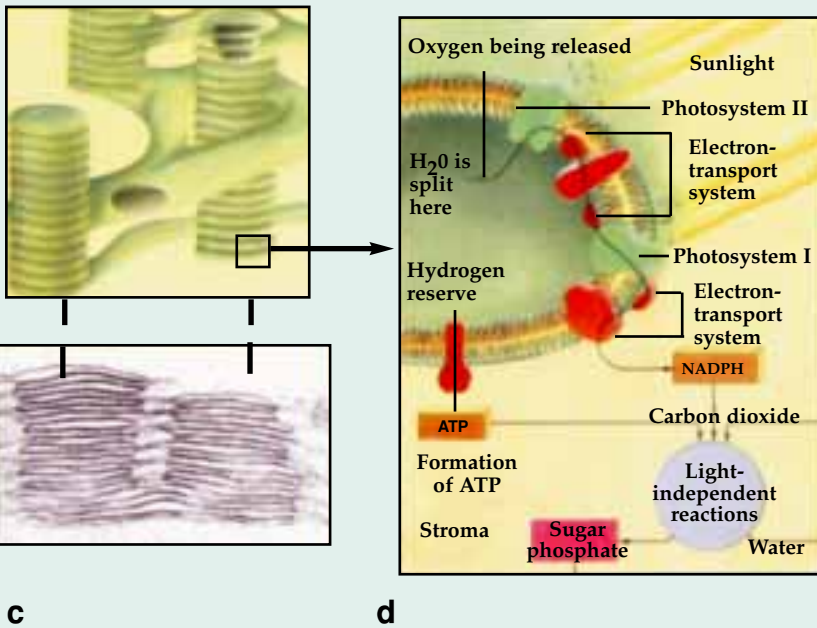 Oxygen being released
Sunlight
Photosystem II
Electron-
transport
system
H20 is
split
here
Photosystem I
Hydrogen
reserve
Electron-
transport
system
NADPH
Carbon dioxide
ATP
Formation
of ATP
Light-
independent
reactions
Stroma
Sugar
phosphate
Water
c
d